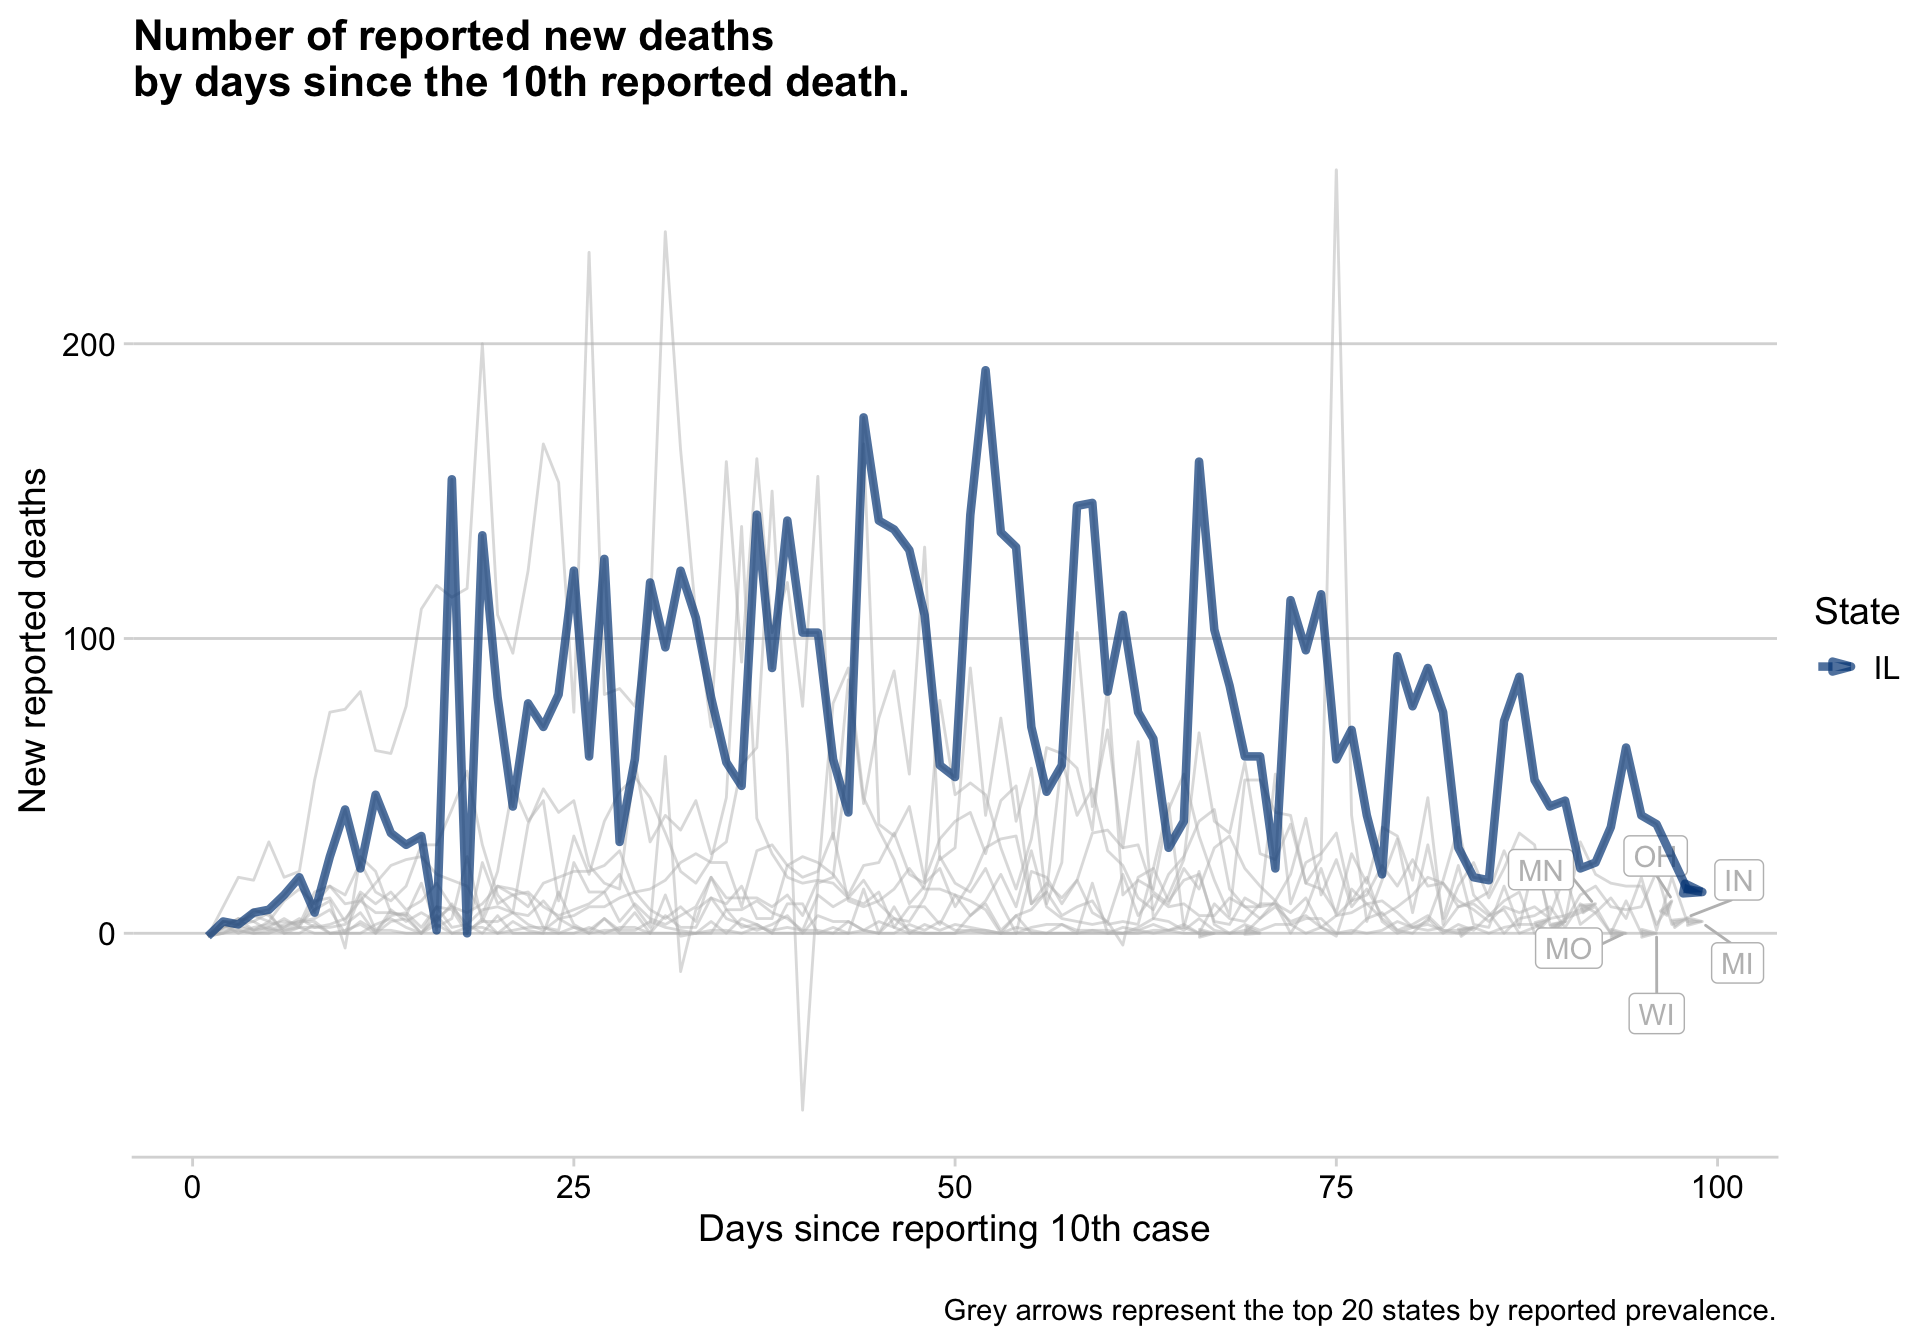 Number of reported new deaths
by days since the 10th reported death.
New reported deaths
200
100
0
MN
OH
IN
MO
MI
WI
State
IL
0
25
50
75
100
Days since reporting 10th case
Grey arrows represent the top 20 states by reported prevalence.